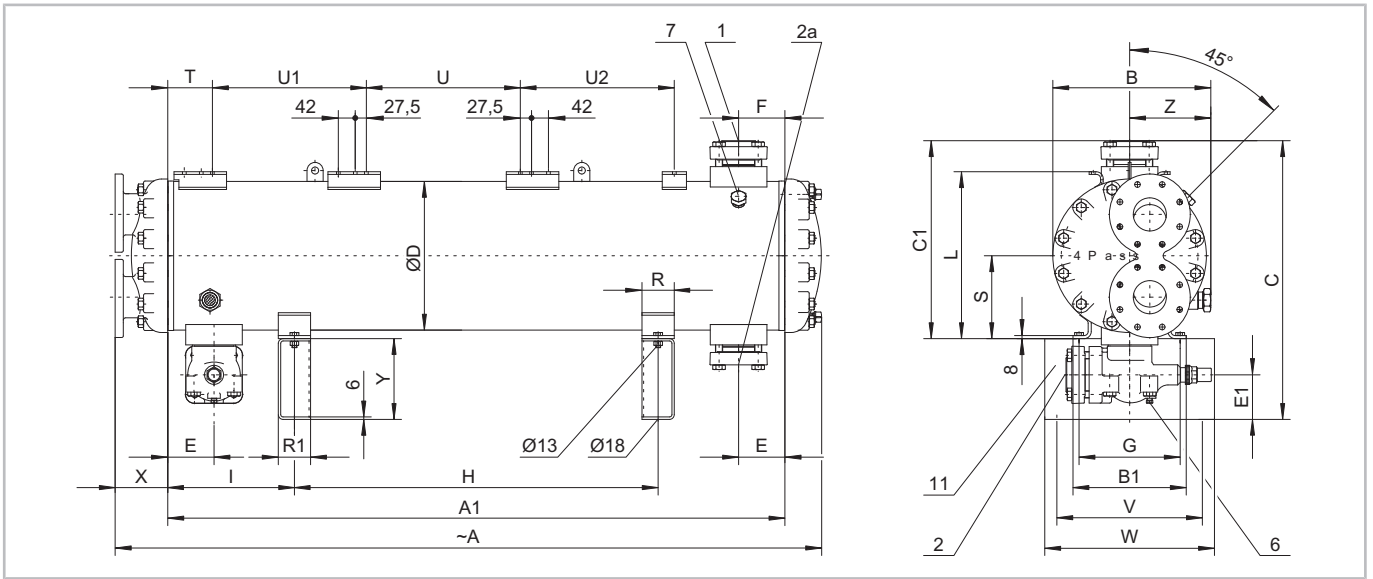 7 1 2a
T U1 U U2 F
42 27,5 27,5 42
45°
B
Z
ØD
R
C1
L
S
C
4 Pass
8
6
Y
E1
R1 Ø13 Ø18
E E
G
X I H
B1
11
A1
V
~A
W
2 6